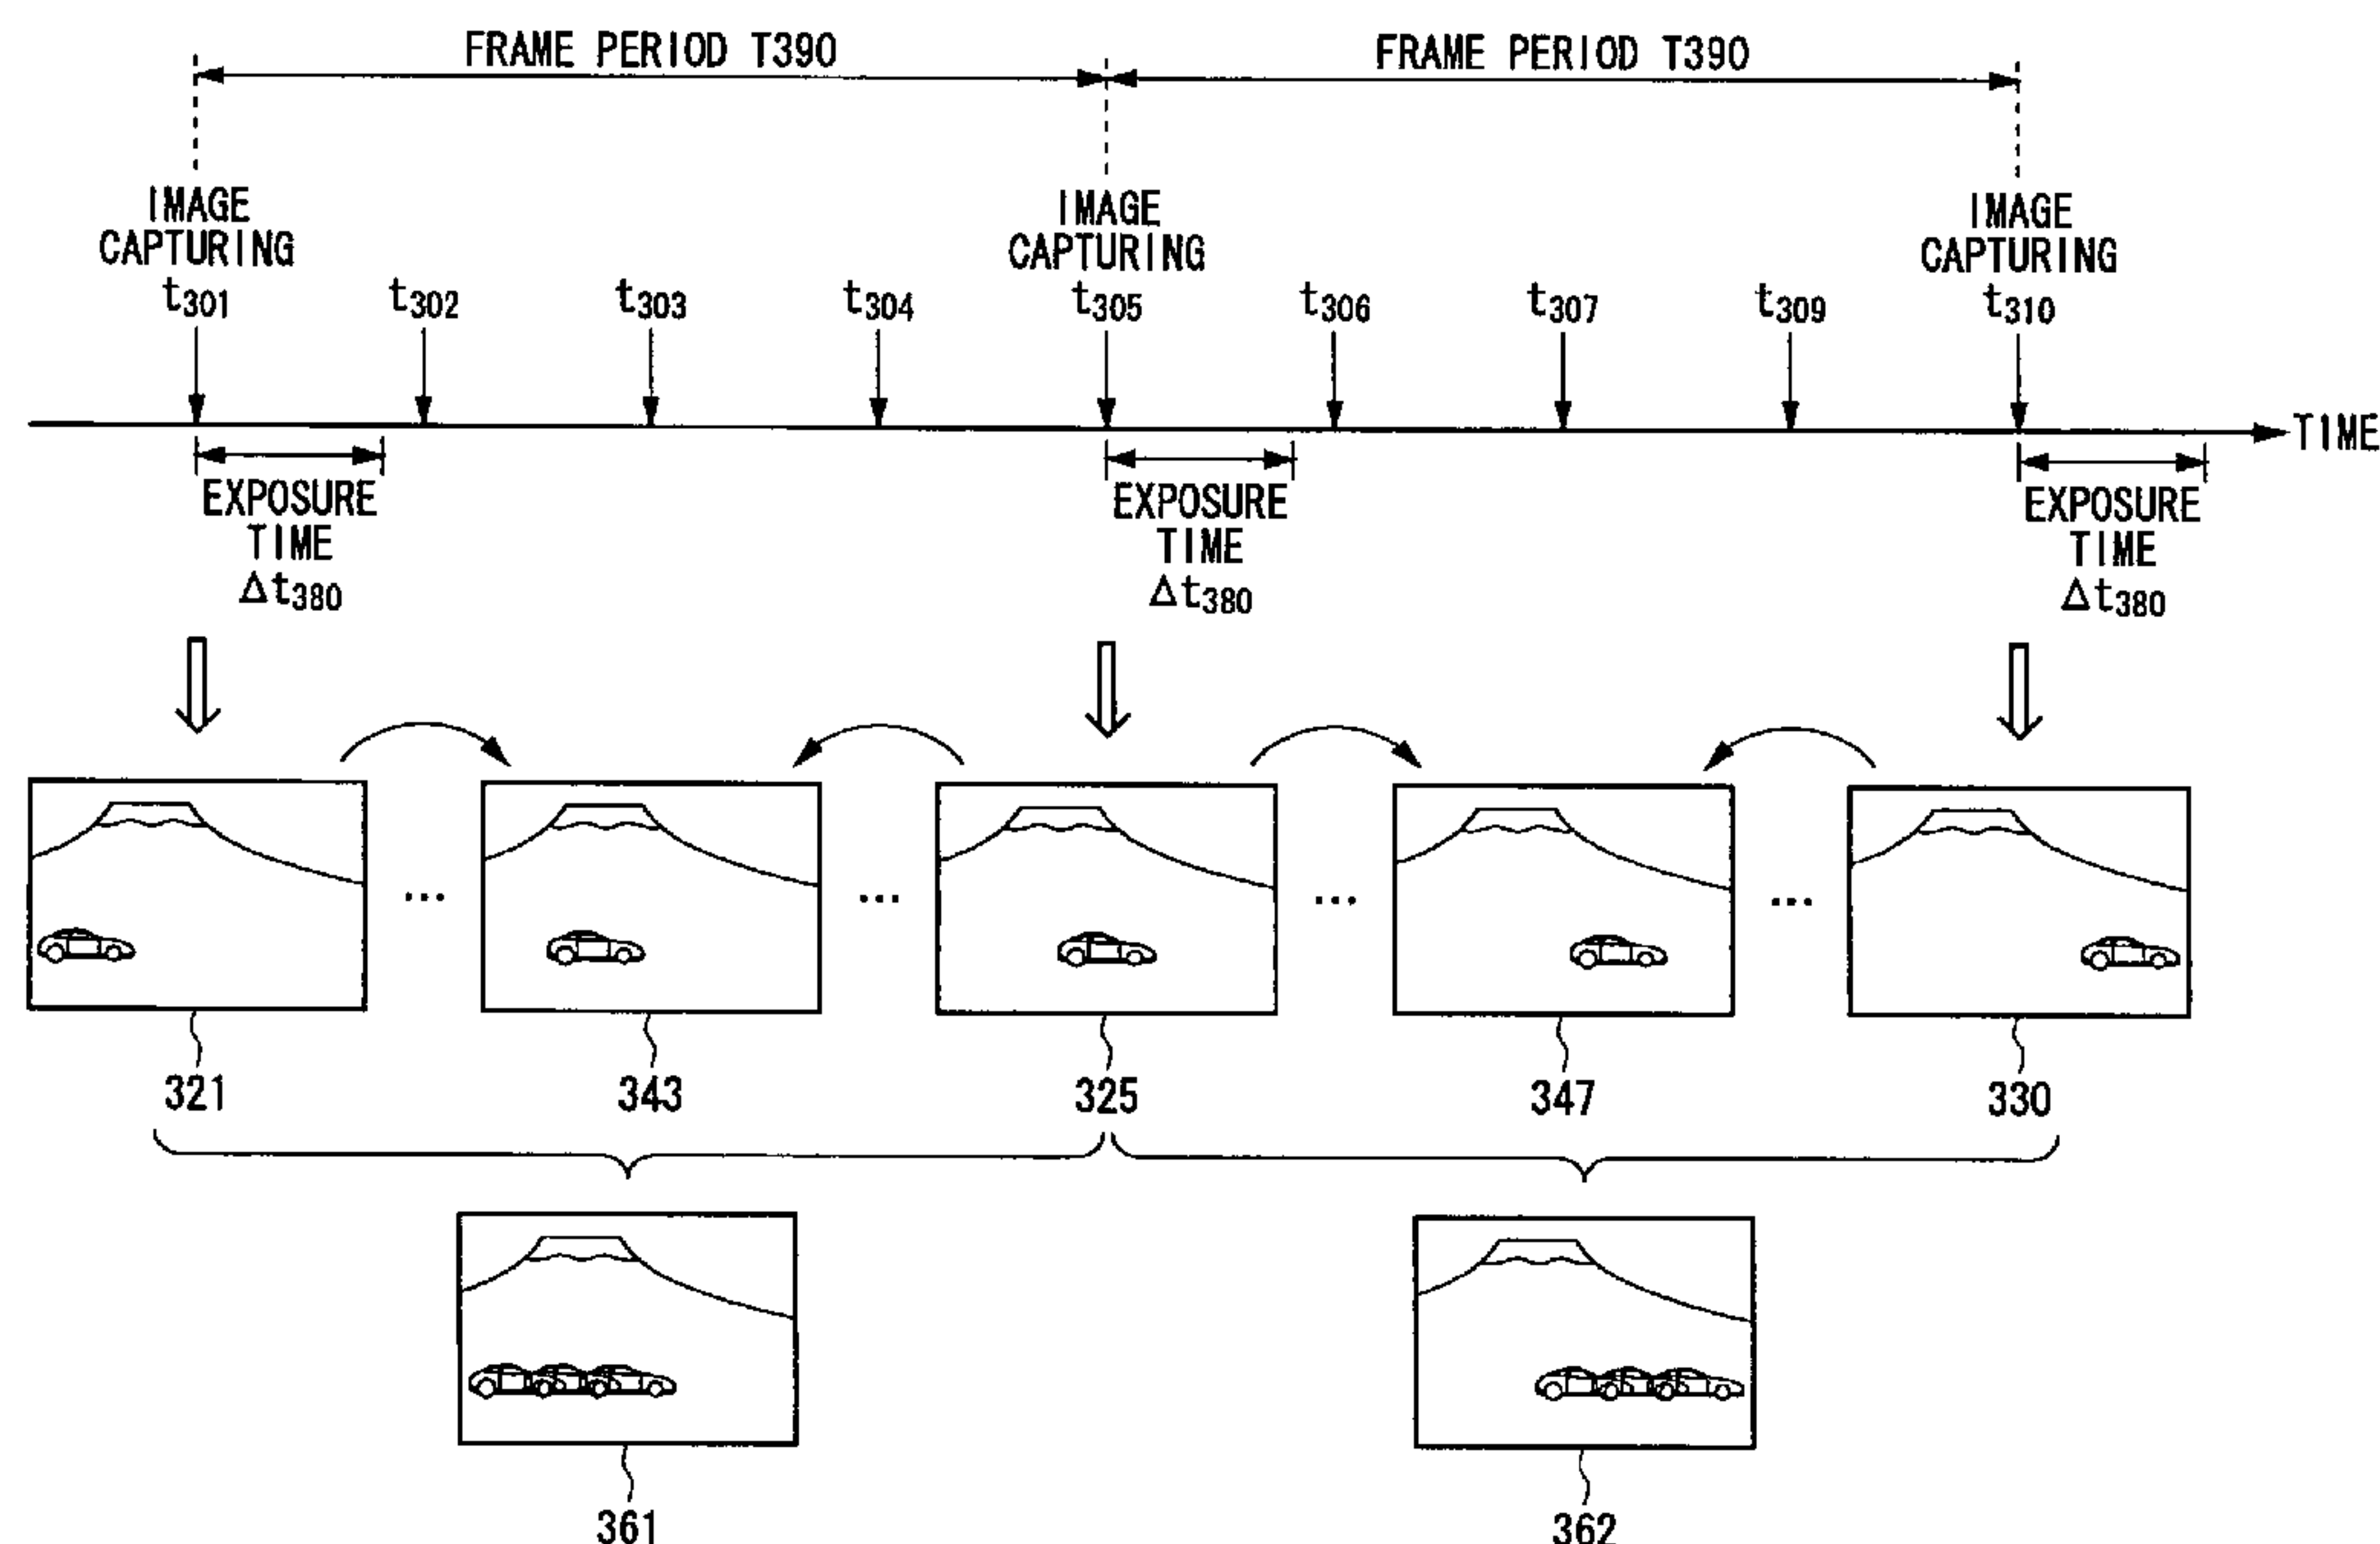 FRAME PERIOD T390
FRAME PERIOD T390
IMAGE
CAPTURING
t301
t302
t303
t304
IMAGE
CAPTURING
t305
t306
t307
t309
IMAGE
CAPTURING
t310
TIME
EXPOSURE
TIME
Δt380
EXPOSURE
TIME
Δt380
EXPOSURE
TIME
Δt380
...
...
...
...
321
343
325
347
330
361
362